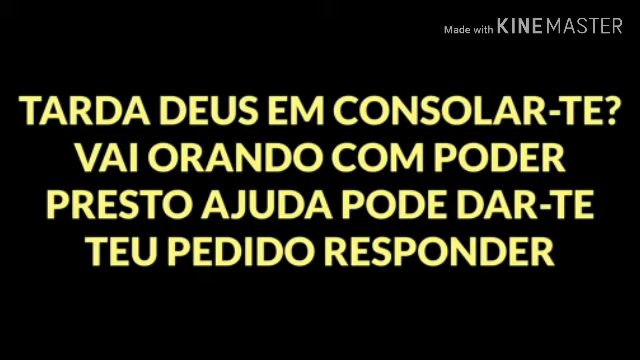 Made with KINEMASTER
TARDA DEUS EM CONSOLAR-TE?
VAI ORANDO COM PODER
PRESTO AJUDA PODE DAR-TE
TEU PEDIDO RESPONDER